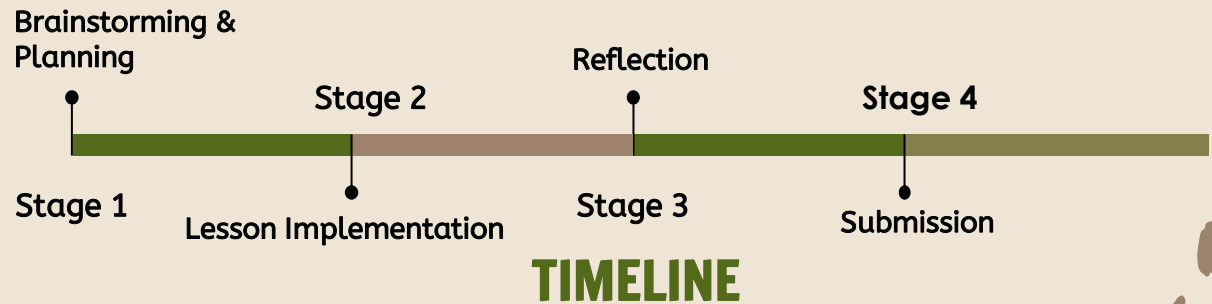 Brainstorming &
Planning
Reflection
Stage 2
Stage 4
Stage 1
Stage 3
Lesson Implementation
Submission
TIMELINE